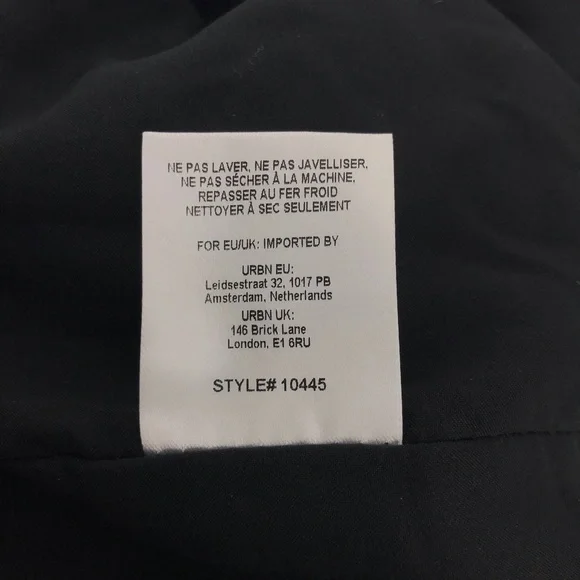 NE PAS LAVER, NE PAS JAVELLISER,
NE PAS SÉCHER À LA MACHINE,
REPASSER AU FER FROID
NETTOYER À SEC SEULEMENT
FOR EU/UK: IMPORTED BY
URBN EU:
Leidsestraat 32, 1017 PB
Amsterdam, Netherlands
URBN UK:
146 Brick Lane
London, E1 6RU
STYLE# 10445